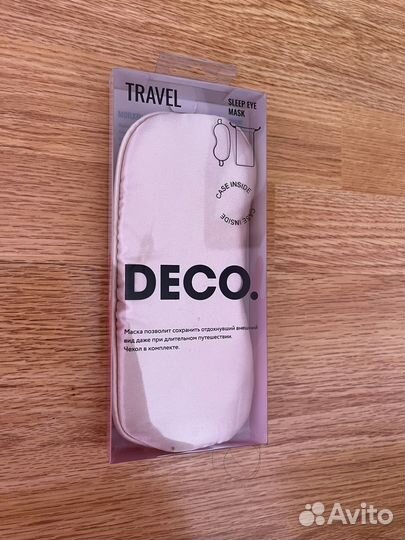 TRAVEL
SLEEP EYE
MASK
CASE INSIDE
CASE INSIDE
DECO.
Маска позволит сохранить отдохнувший внешний
вид даже при длительном путешествии.
Чехол в комплекте.
Avito